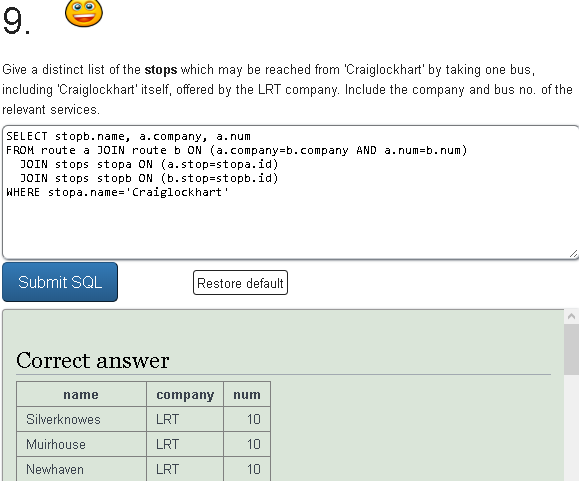 9.
Give a distinct list of the stops which may be reached from 'Craiglockhart' by taking one bus,
including 'Craiglockhart' itself, offered by the LRT company. Include the company and bus no. of the
relevant services.
SELECT stopb.name, a.company, a.num
FROM route a JOIN route b ON (a.company=b.company AND a.num=b.num)
  JOIN stops stopa ON (a.stop=stopa.id)
  JOIN stops stopb ON (b.stop=stopb.id)
WHERE stopa.name='Craiglockhart'
Submit SQL Restore default
Correct answer
name company num
Silverknowes LRT 10
Muirhouse LRT 10
Newhaven LRT 10